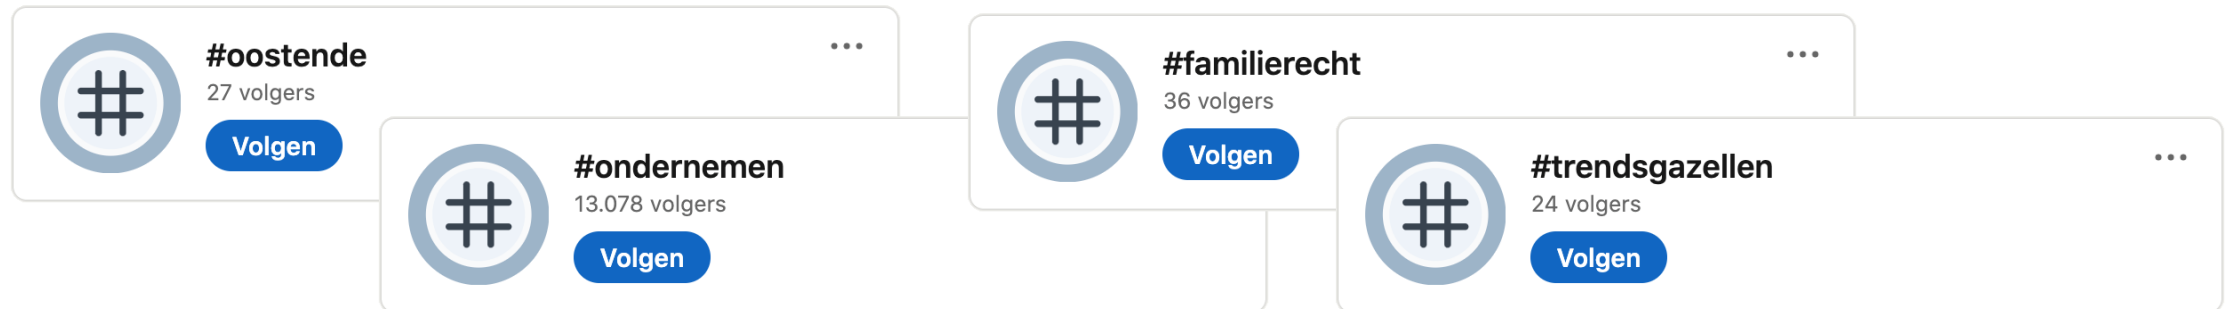 #oostende
27 volgers
Volgen
#ondernemen
13.078 volgers
Volgen
#familierecht
36 volgers
Volgen
#trendsgazellen
24 volgers
Volgen